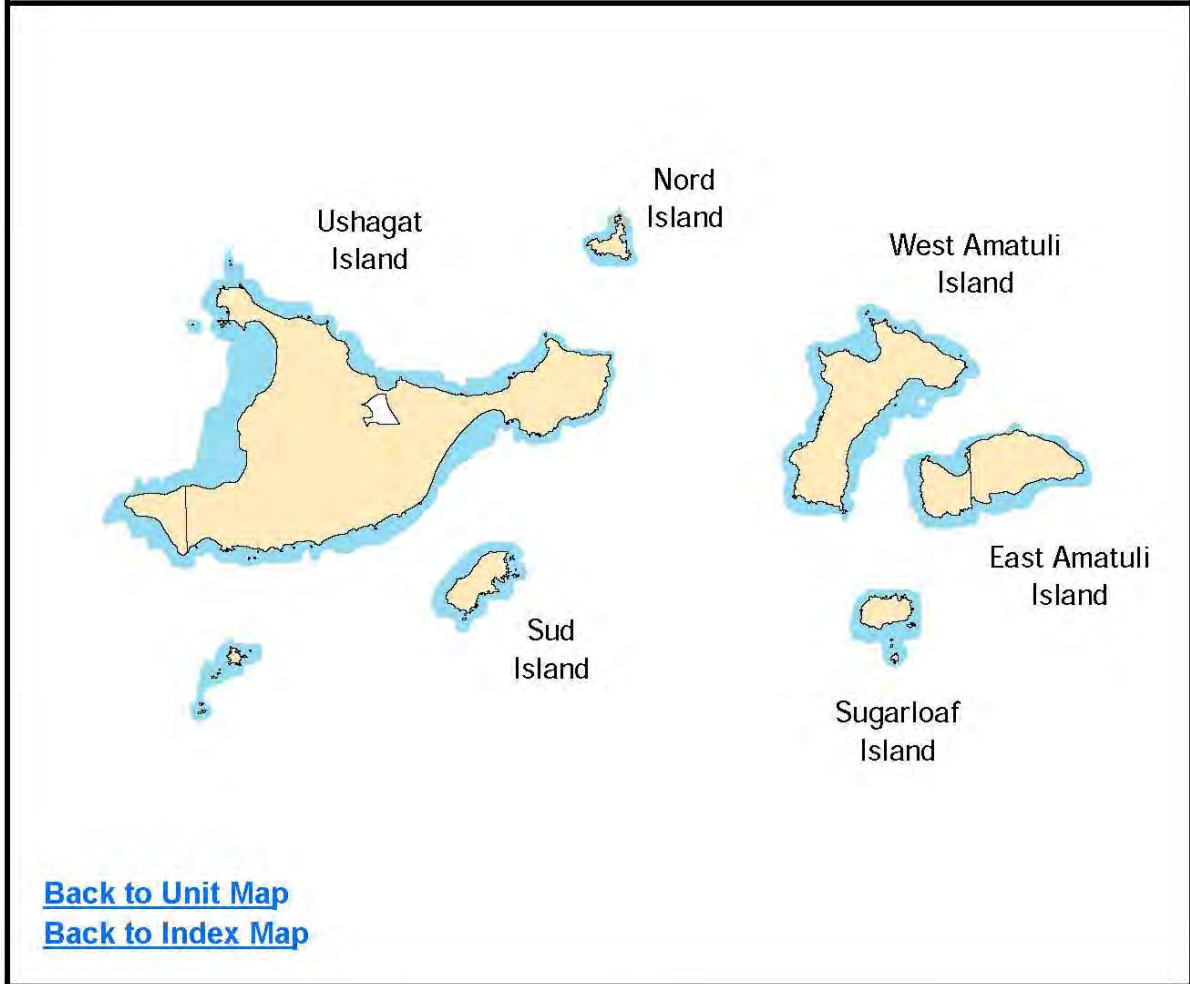 Nord
Island
Ushagat
Island
West Amatuli
Island
East Amatuli
Island
Sud
Island
Sugarloaf
Island
Back to Unit Map
Back to Index Map